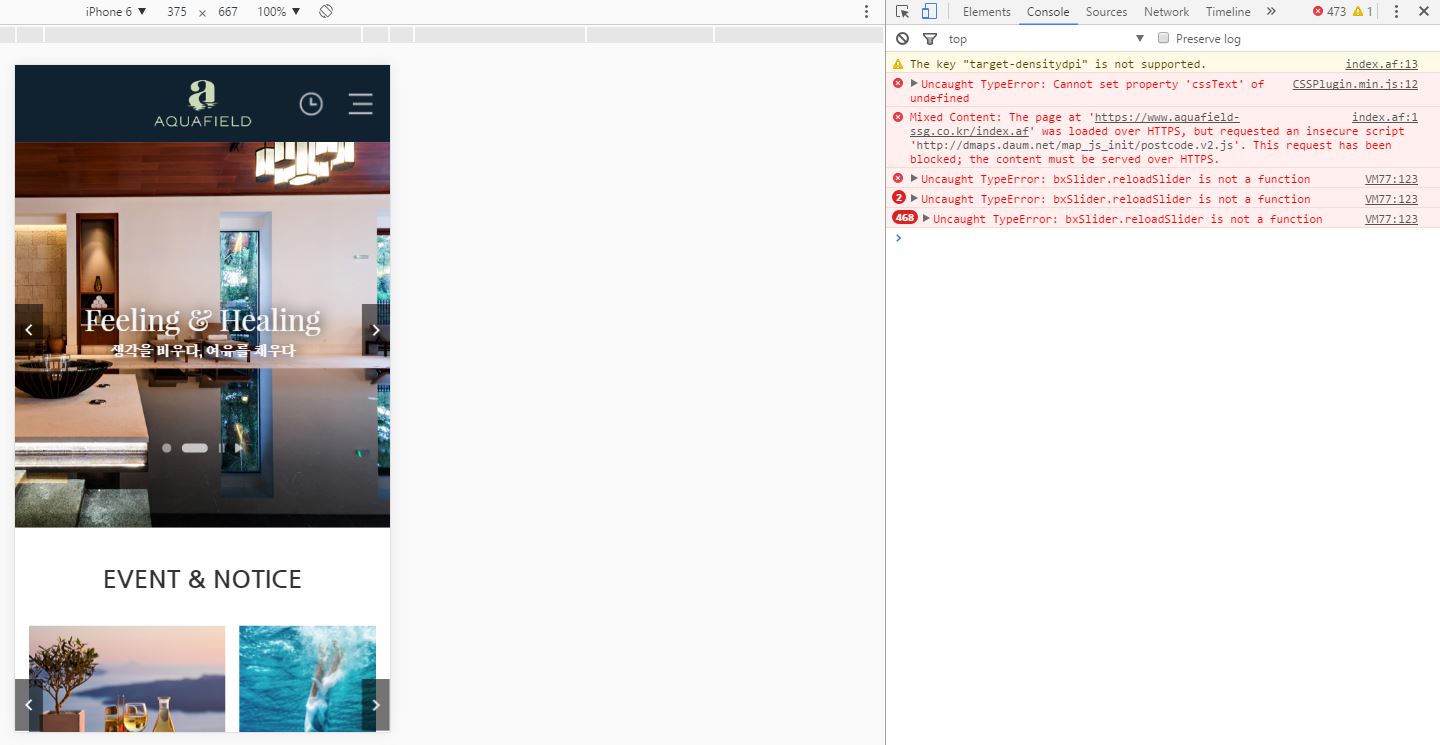 iPhone 6 ▼ 375 × 667 100% ▼
Elements Console Sources Network Timeline » 473 1
top ▼ Preserve log
The key "target-densitydpi" is not supported. index.af:13
Uncaught TypeError: Cannot set property 'cssText' of CSSPlugin.min.js:12
undefined
Mixed Content: The page at 'https://www.aquafield- index.af:1
ssg.co.kr/index.af' was loaded over HTTPS, but requested an insecure script
'http://dmaps.daum.net/map_js_init/postcode.v2.js'. This request has been
blocked; the content must be served over HTTPS.
Uncaught TypeError: bxSlider.reloadSlider is not a function VM77:123
2 Uncaught TypeError: bxSlider.reloadSlider is not a function VM77:123
468 Uncaught TypeError: bxSlider.reloadSlider is not a function VM77:123
a
AQUAFIELD
Feeling & Healing
생각을 비우다, 여유를 채우다
EVENT & NOTICE